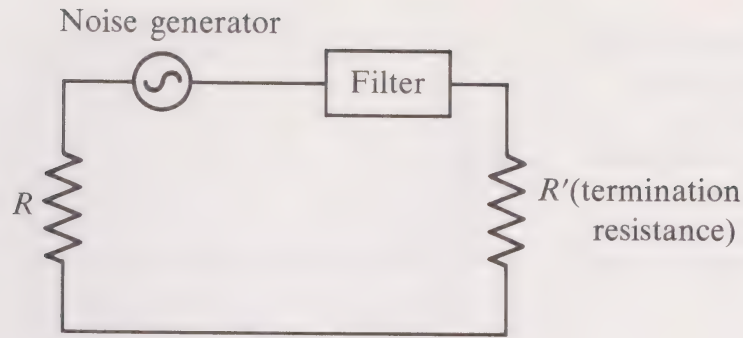 Noise generator
Filter
R
R′(termination
resistance)